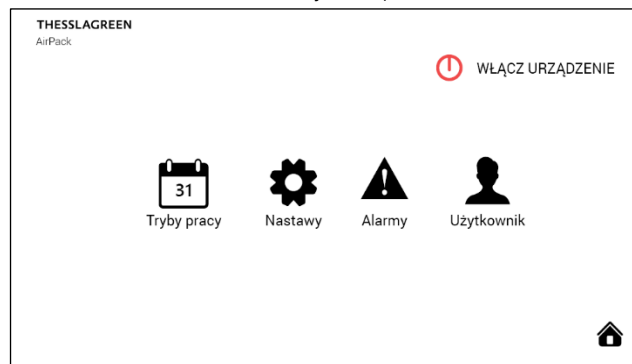 THESSLAGREEN
AirPack
WŁĄCZ URZĄDZENIE
31
Tryby pracy
Nastawy
Alarmy
Użytkownik